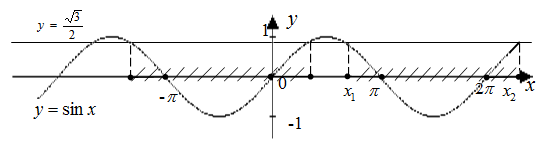 y = √3/2
1 y
-π 0 x₁ π 2π x₂ x
y = sin x
-1